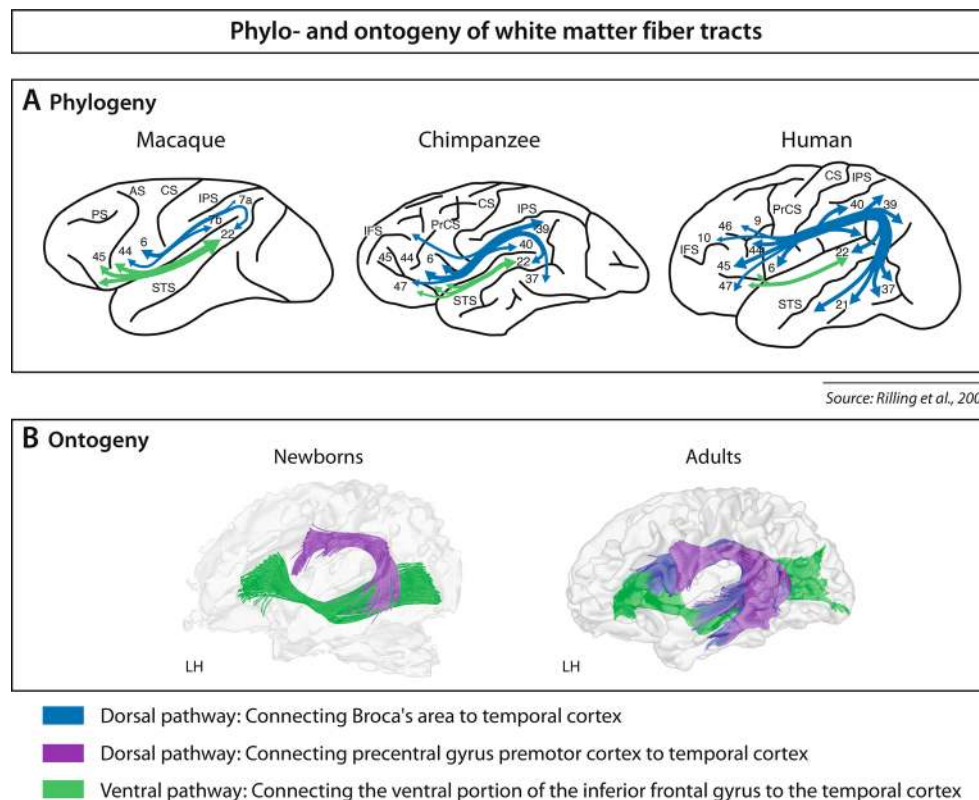 Phylo- and ontogeny of white matter fiber tracts
A Phylogeny
Macaque
Chimpanzee
Human
AS
CS
IPS
7a
PS
7b
6
22
44
45
STS
CS
IPS
PrCS
IFS
39
45
44
6
40
22
47
STS
37
CS
IPS
PrCS
40
39
9
46
10
IFS
44
45
6
22
47
STS
21
37
Source: Rilling et al., 200
B Ontogeny
Newborns
Adults
LH
LH
Dorsal pathway: Connecting Broca's area to temporal cortex
Dorsal pathway: Connecting precentral gyrus premotor cortex to temporal cortex
Ventral pathway: Connecting the ventral portion of the inferior frontal gyrus to the temporal cortex